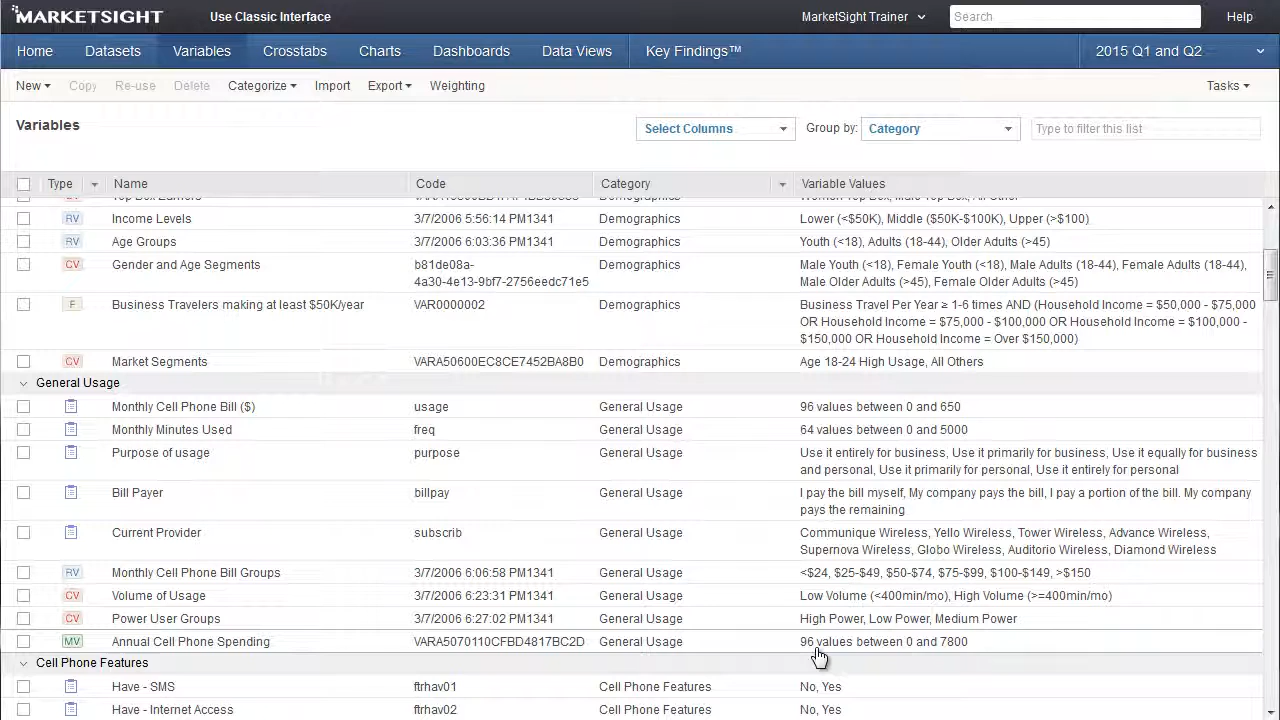 MARKETSIGHT Use Classic Interface MarketSight Trainer Search Help
Home Datasets Variables Crosstabs Charts Dashboards Data Views Key Findings™ 2015 Q1 and Q2
New Copy Re-use Delete Categorize Import Export Weighting Tasks
Variables Select Columns Group by: Category Type to filter this list
Type Name Code Category Variable Values
Demographics
Income Levels 3/7/2006 5:56:14 PM1341 Demographics Lower (<$50K), Middle ($50K-$100K), Upper (>$100)
RV
Age Groups 3/7/2006 6:03:36 PM1341 Demographics Youth (<18), Adults (18-44), Older Adults (>45)
RV
CV Gender and Age Segments b81de08a- Demographics Male Youth (<18), Female Youth (<18), Male Adults (18-44), Female Adults (18-44),
4a30-4e13-9bf7-2756eedc71e5 Male Older Adults (>45), Female Older Adults (>45)
F Business Travelers making at least $50K/year VAR0000002 Demographics Business Travel Per Year ≥ 1-6 times AND (Household Income = $50,000 - $75,000
OR Household Income = $75,000 - $100,000 OR Household Income = $100,000 -
$150,000 OR Household Income = Over $150,000)
CV Market Segments VARA50600EC8CE7452BA8B0 Demographics Age 18-24 High Usage, All Others
General Usage
Monthly Cell Phone Bill ($) usage General Usage 96 values between 0 and 650
Monthly Minutes Used freq General Usage 64 values between 0 and 5000
Purpose of usage purpose General Usage Use it entirely for business, Use it primarily for business, Use it equally for business
and personal, Use it primarily for personal, Use it entirely for personal
Bill Payer billpay General Usage I pay the bill myself, My company pays the bill, I pay a portion of the bill. My company
pays the remaining
Current Provider subscrib General Usage Communique Wireless, Yello Wireless, Tower Wireless, Advance Wireless,
Supernova Wireless, Globo Wireless, Auditorio Wireless, Diamond Wireless
RV Monthly Cell Phone Bill Groups 3/7/2006 6:06:58 PM1341 General Usage <$24, $25-$49, $50-$74, $75-$99, $100-$149, >$150
CV Volume of Usage 3/7/2006 6:23:31 PM1341 General Usage Low Volume (<400min/mo), High Volume (>=400min/mo)
CV Power User Groups 3/7/2006 6:27:02 PM1341 General Usage High Power, Low Power, Medium Power
MV Annual Cell Phone Spending VARA5070110CFBD4817BC2D General Usage 96 values between 0 and 7800
Cell Phone Features
Have - SMS ftrhav01 Cell Phone Features No, Yes
Have - Internet Access ftrhav02 Cell Phone Features No, Yes